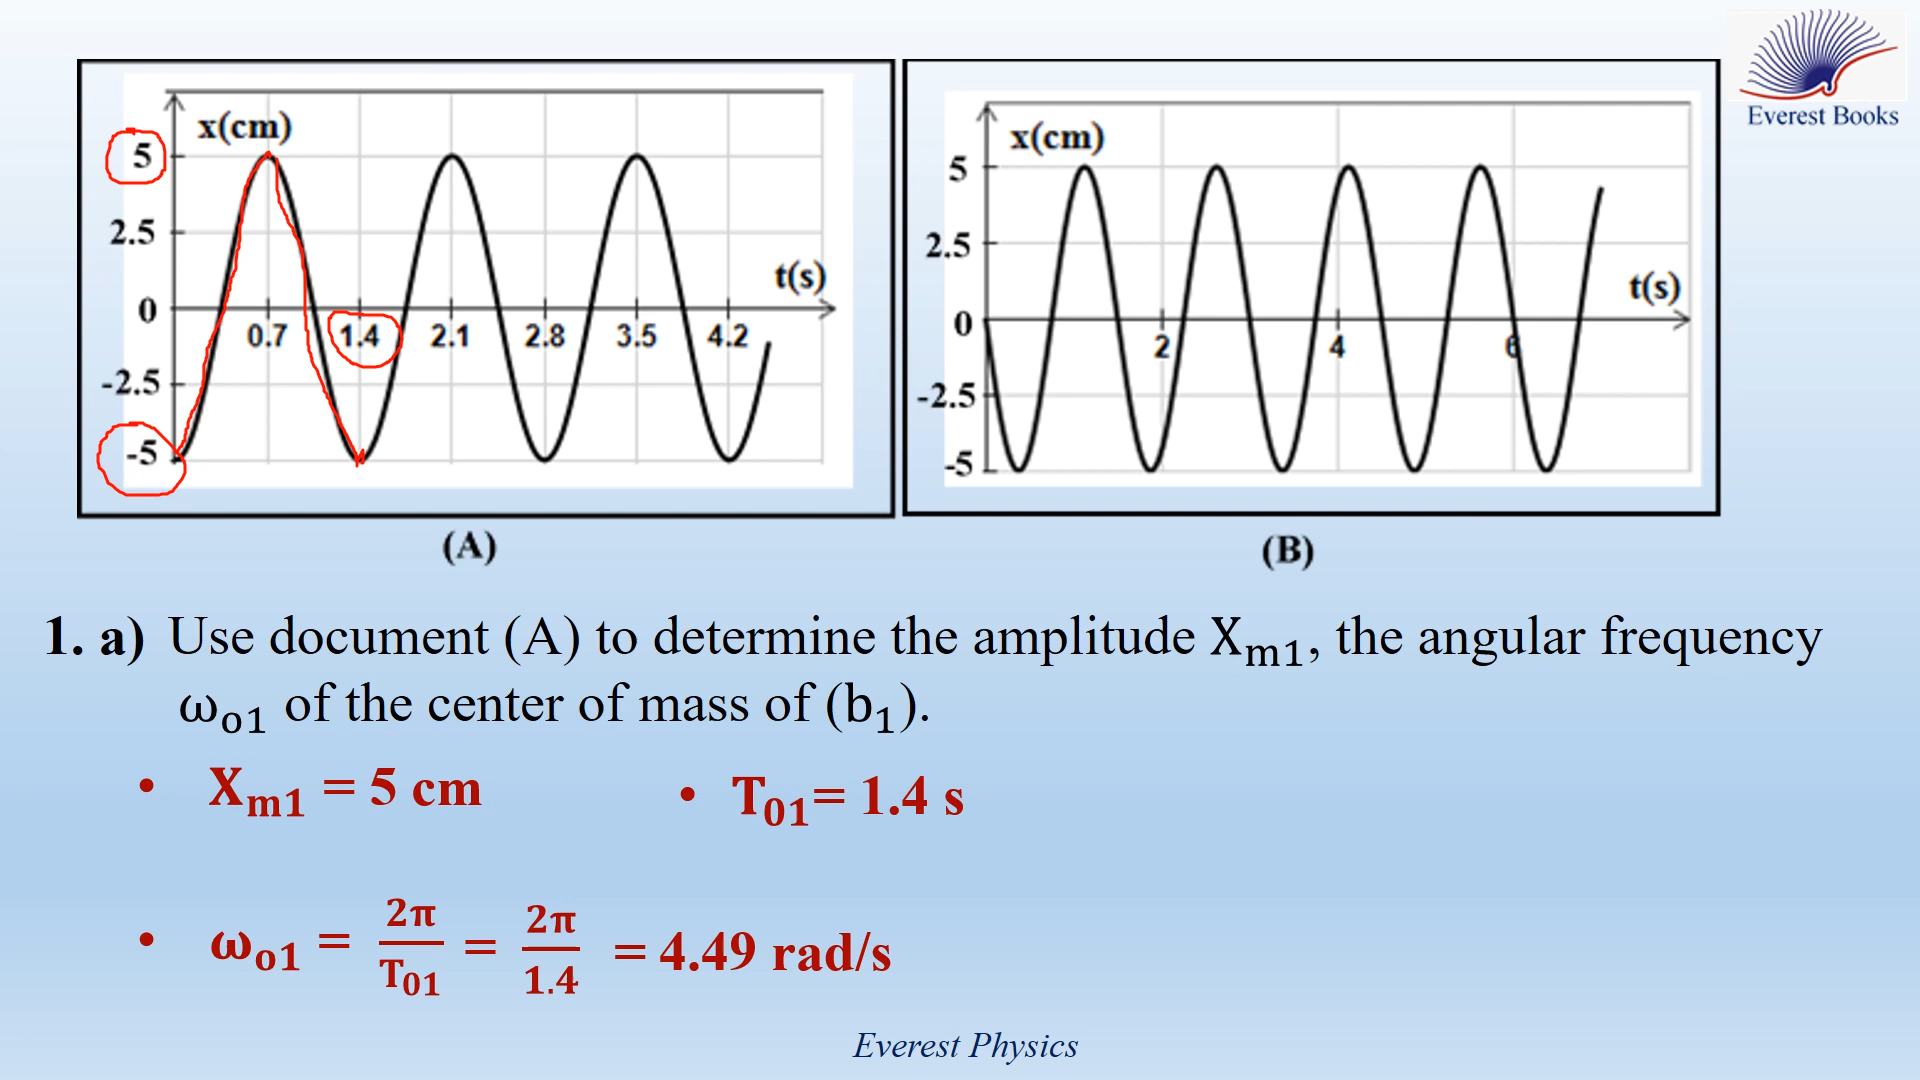 Everest Books
x(cm)
5
2.5
t(s)
0
0.7 1.4 2.1 2.8 3.5 4.2
-2.5
-5
(A)
x(cm)
5
2.5
t(s)
0
2 4 6
-2.5
-5
(B)
1. a) Use document (A) to determine the amplitude Xₘ₁, the angular frequency
ωₒ₁ of the center of mass of (b₁).
• Xₘ₁ = 5 cm • T₀₁= 1.4 s
• ωₒ₁ = 2π/T₀₁ = 2π/1.4 = 4.49 rad/s
Everest Physics